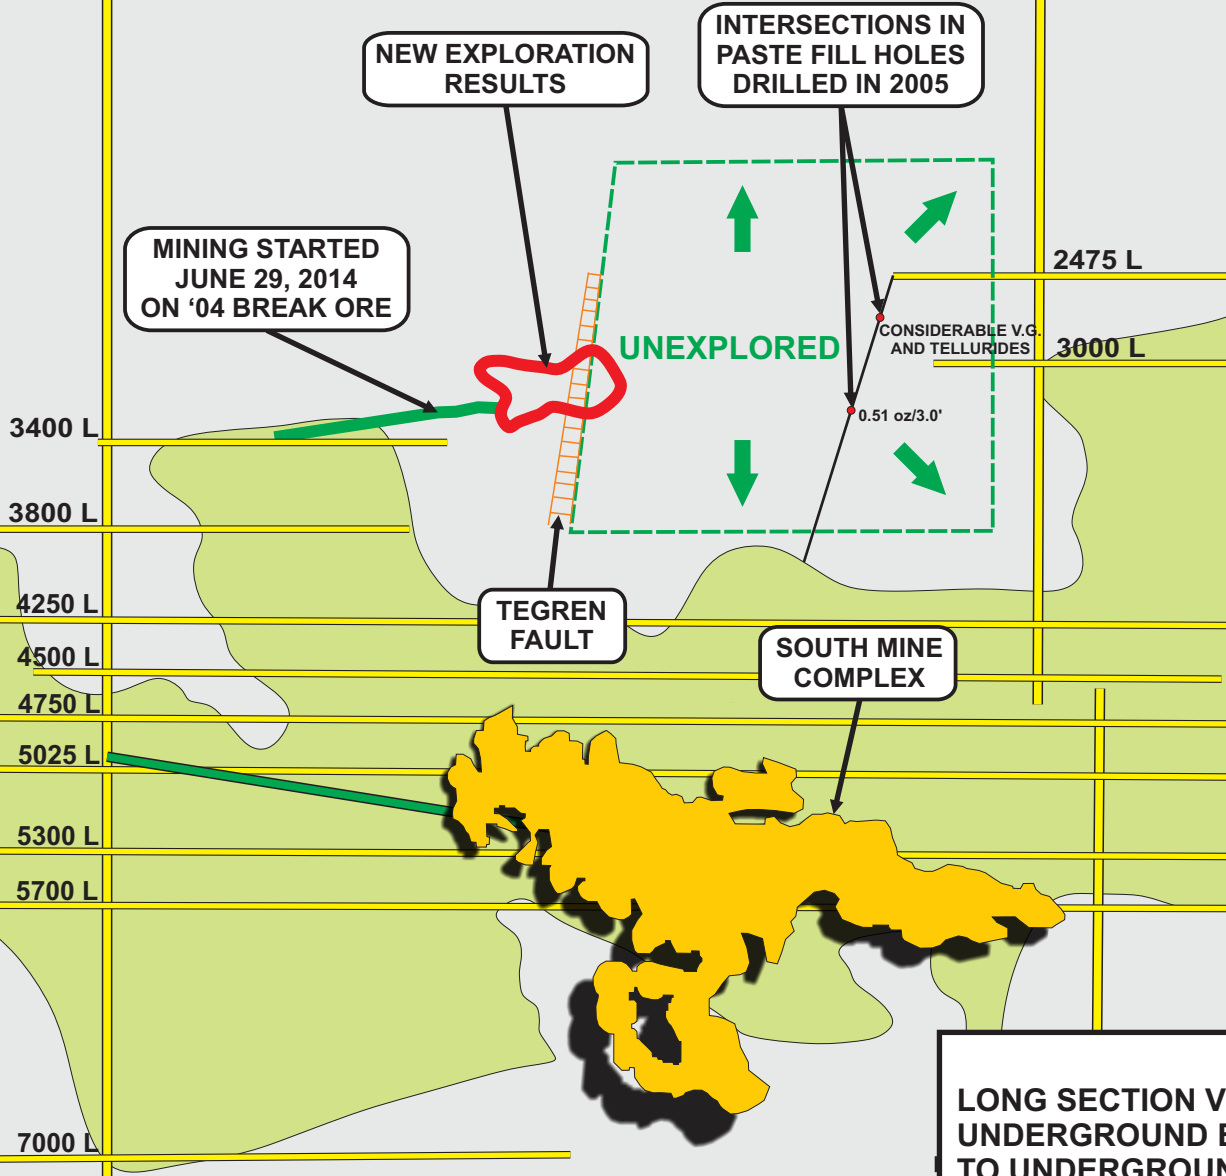 INTERSECTIONS IN
PASTE FILL HOLES
DRILLED IN 2005
NEW EXPLORATION
RESULTS
MINING STARTED
JUNE 29, 2014
ON ‘04 BREAK ORE
2475 L
CONSIDERABLE V.G.
AND TELLURIDES
UNEXPLORED
3000 L
0.51 oz/3.0'
3400 L
3800 L
4250 L
TEGREN
FAULT
4500 L
SOUTH MINE
COMPLEX
4750 L
5025 L
5300 L
5700 L
7000 L
LONG SECTION V
UNDERGROUND E
TO UNDERGROUN